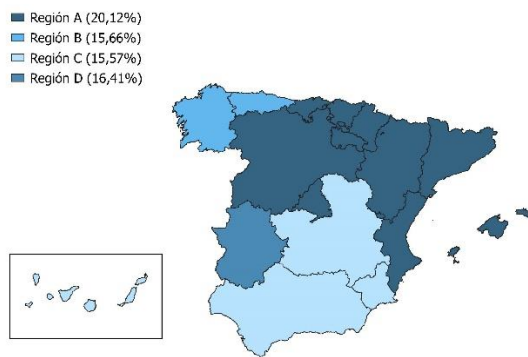 Región A (20,12%)
Región B (15,66%)
Región C (15,57%)
Región D (16,41%)